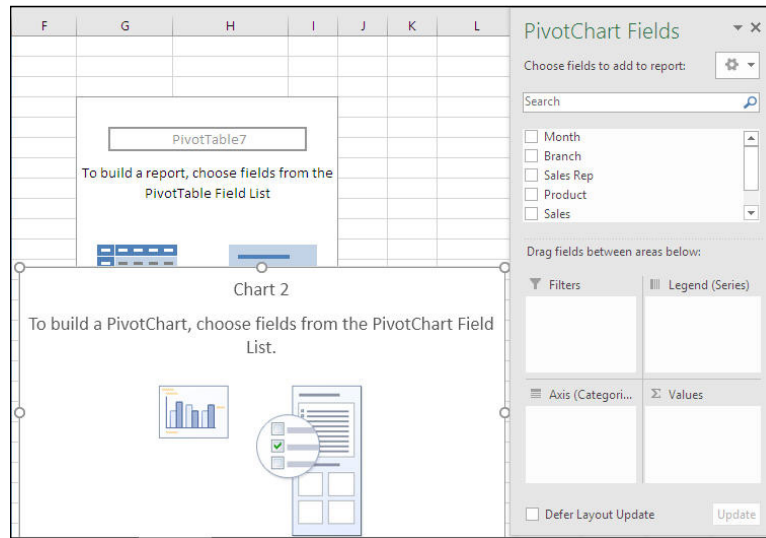 F G H I J K L
PivotTable7
To build a report, choose fields from the
PivotTable Field List
Chart 2
To build a PivotChart, choose fields from the PivotChart Field
List.
PivotChart Fields
Choose fields to add to report:
Search
Month
Branch
Sales Rep
Product
Sales
Drag fields between areas below:
Filters
Legend (Series)
Axis (Categori...
Σ Values
Defer Layout Update
Update